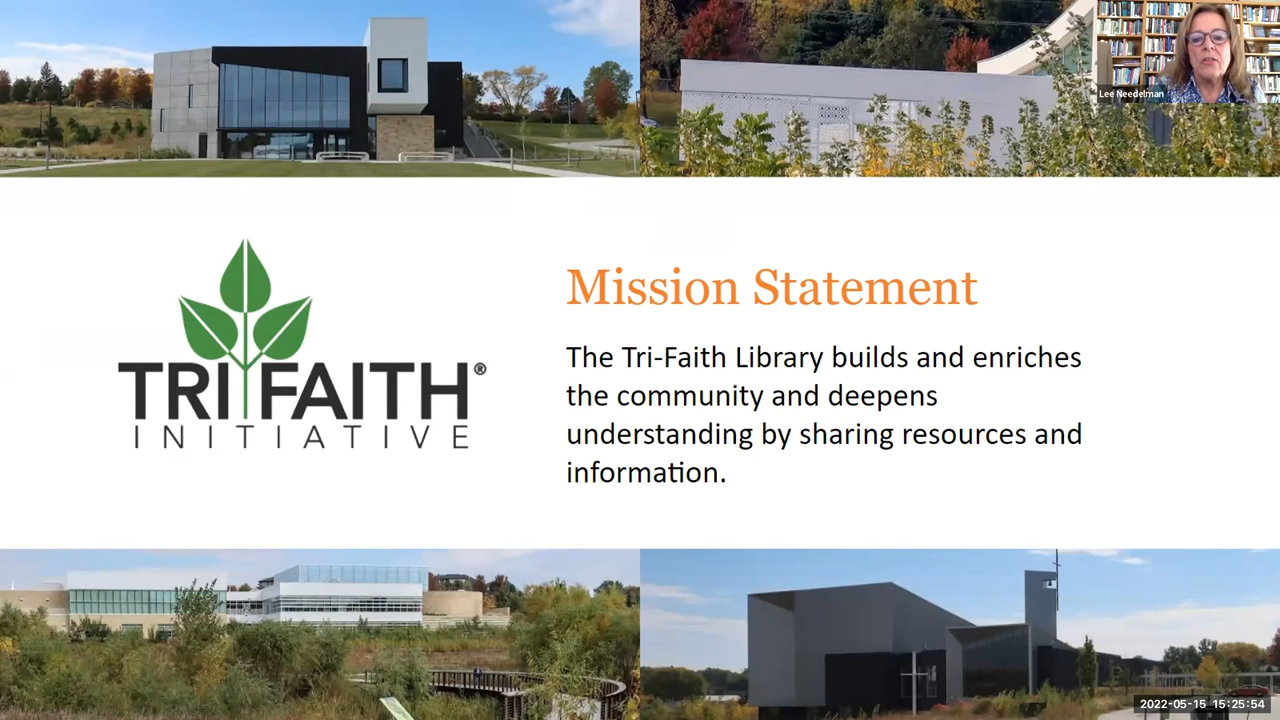 Lee Needelman
Mission Statement
The Tri-Faith Library builds and enriches
the community and deepens
understanding by sharing resources and
information.
TRI FAITH®
INITIATIVE
2022-05-15 15:25:54